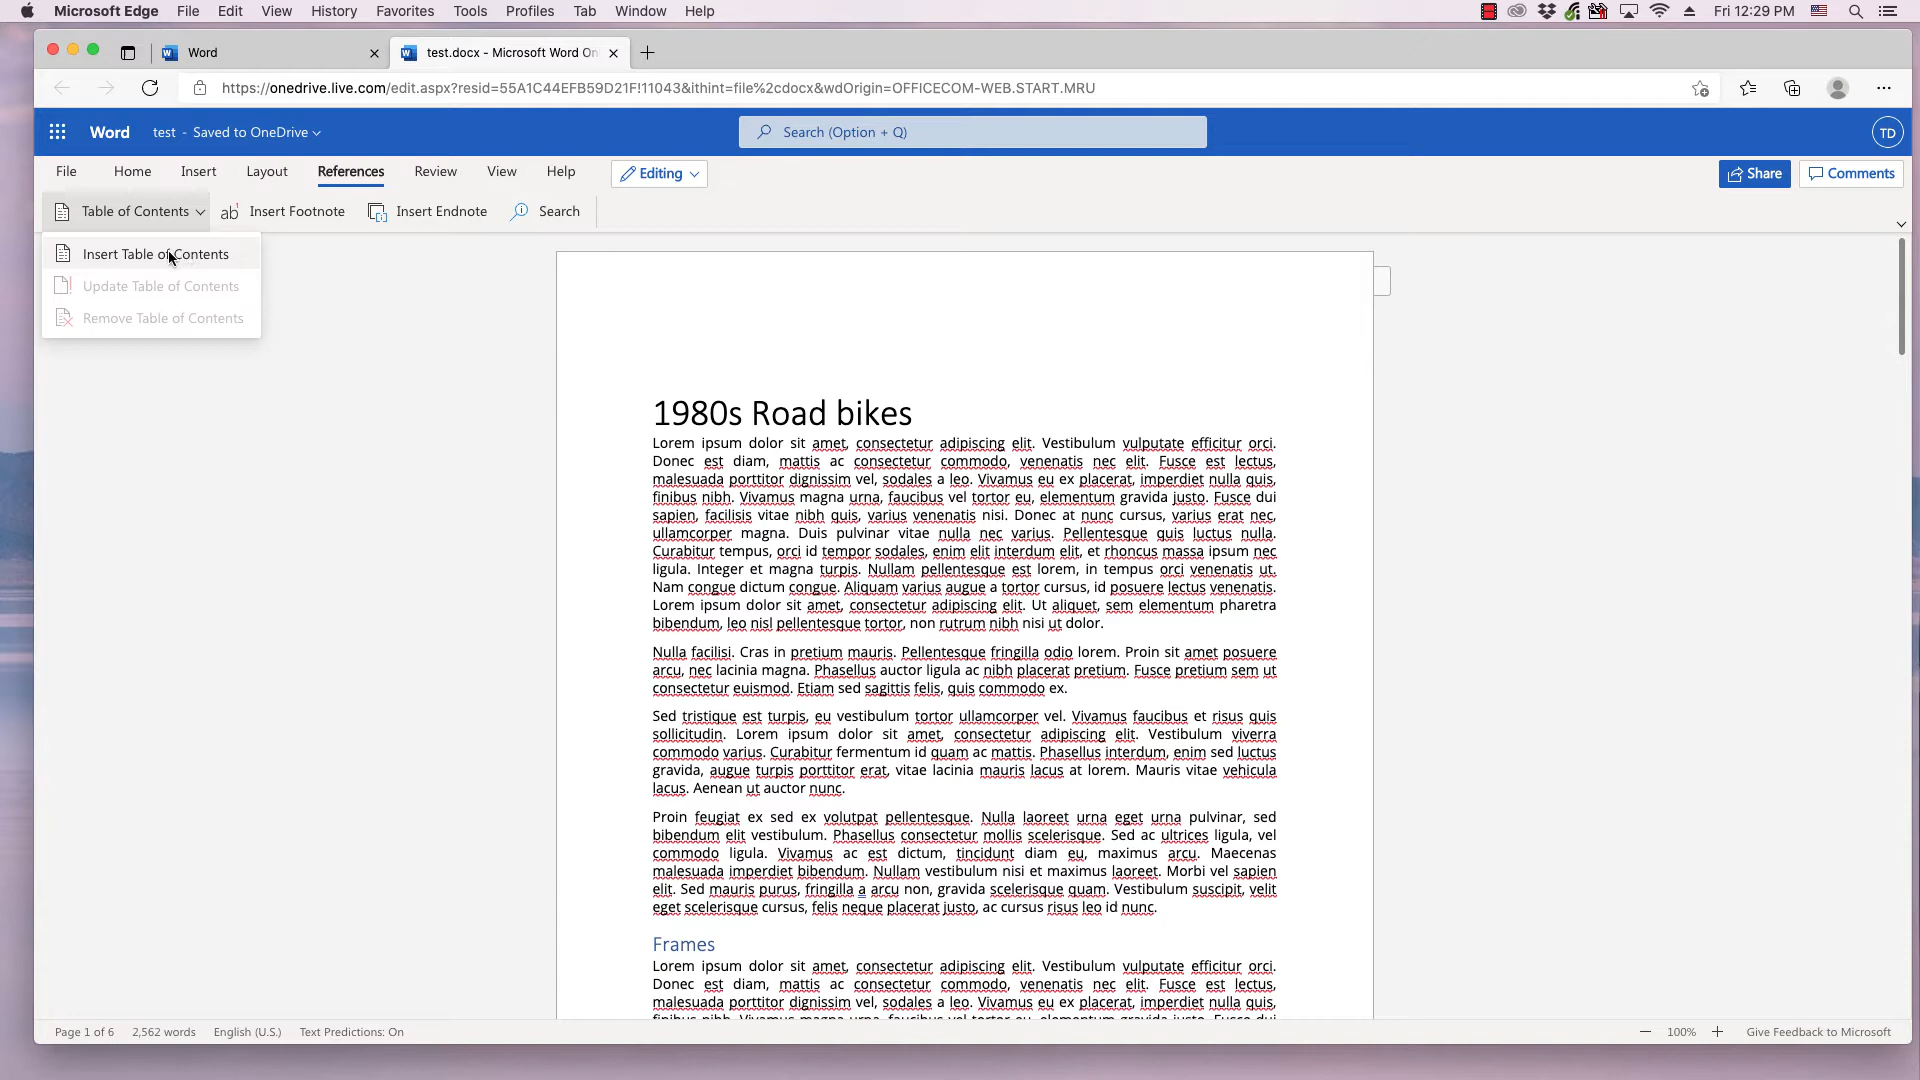 Microsoft Edge File Edit View History Favorites Tools Profiles Tab Window Help Fri 12:29 PM
Word test.docx - Microsoft Word On
https://onedrive.live.com/edit.aspx?resid=55A1C44EFB59D21F!11043&ithint=file%2cdocx&wdOrigin=OFFICECOM-WEB.START.MRU
Word test - Saved to OneDrive Search (Option + Q) TD
File Home Insert Layout References Review View Help Editing Share Comments
Table of Contents ab Insert Footnote Insert Endnote Search
Insert Table of Contents
Update Table of Contents
Remove Table of Contents
1980s Road bikes
Lorem ipsum dolor sit amet, consectetur adipiscing elit. Vestibulum vulputate efficitur orci.
Donec est diam, mattis ac consectetur commodo, venenatis nec elit. Fusce est lectus,
malesuada porttitor dignissim vel, sodales a leo. Vivamus eu ex placerat, imperdiet nulla quis,
finibus nibh. Vivamus magna urna, faucibus vel tortor eu, elementum gravida justo. Fusce dui
sapien, facilisis vitae nibh quis, varius venenatis nisi. Donec at nunc cursus, varius erat nec,
ullamcorper magna. Duis pulvinar vitae nulla nec varius. Pellentesque quis luctus nulla.
Curabitur tempus, orci id tempor sodales, enim elit interdum elit, et rhoncus massa ipsum nec
ligula. Integer et magna turpis. Nullam pellentesque est lorem, in tempus orci venenatis ut.
Nam congue dictum congue. Aliquam varius augue a tortor cursus, id posuere lectus venenatis.
Lorem ipsum dolor sit amet, consectetur adipiscing elit. Ut aliquet, sem elementum pharetra
bibendum, leo nisl pellentesque tortor, non rutrum nibh nisi ut dolor.
Nulla facilisi. Cras in pretium mauris. Pellentesque fringilla odio lorem. Proin sit amet posuere
arcu, nec lacinia magna. Phasellus auctor ligula ac nibh placerat pretium. Fusce pretium sem ut
consectetur euismod. Etiam sed sagittis felis, quis commodo ex.
Sed tristique est turpis, eu vestibulum tortor ullamcorper vel. Vivamus faucibus et risus quis
sollicitudin. Lorem ipsum dolor sit amet, consectetur adipiscing elit. Vestibulum viverra
commodo varius. Curabitur fermentum id quam ac mattis. Phasellus interdum, enim sed luctus
gravida, augue turpis porttitor erat, vitae lacinia mauris lacus at lorem. Mauris vitae vehicula
lacus. Aenean ut auctor nunc.
Proin feugiat ex sed ex volutpat pellentesque. Nulla laoreet urna eget urna pulvinar, sed
bibendum elit vestibulum. Phasellus consectetur mollis scelerisque. Sed ac ultrices ligula, vel
commodo ligula. Vivamus ac est dictum, tincidunt diam eu, maximus arcu. Maecenas
malesuada imperdiet bibendum. Nullam vestibulum nisi et maximus laoreet. Morbi vel sapien
elit. Sed mauris purus, fringilla a arcu non, gravida scelerisque quam. Vestibulum suscipit, velit
eget scelerisque cursus, felis neque placerat justo, ac cursus risus leo id nunc.
Frames
Lorem ipsum dolor sit amet, consectetur adipiscing elit. Vestibulum vulputate efficitur orci.
Donec est diam, mattis ac consectetur commodo, venenatis nec elit. Fusce est lectus,
malesuada porttitor dignissim vel, sodales a leo. Vivamus eu ex placerat, imperdiet nulla quis,
Page 1 of 6 2,562 words English (U.S.) Text Predictions: On 100% Give Feedback to Microsoft